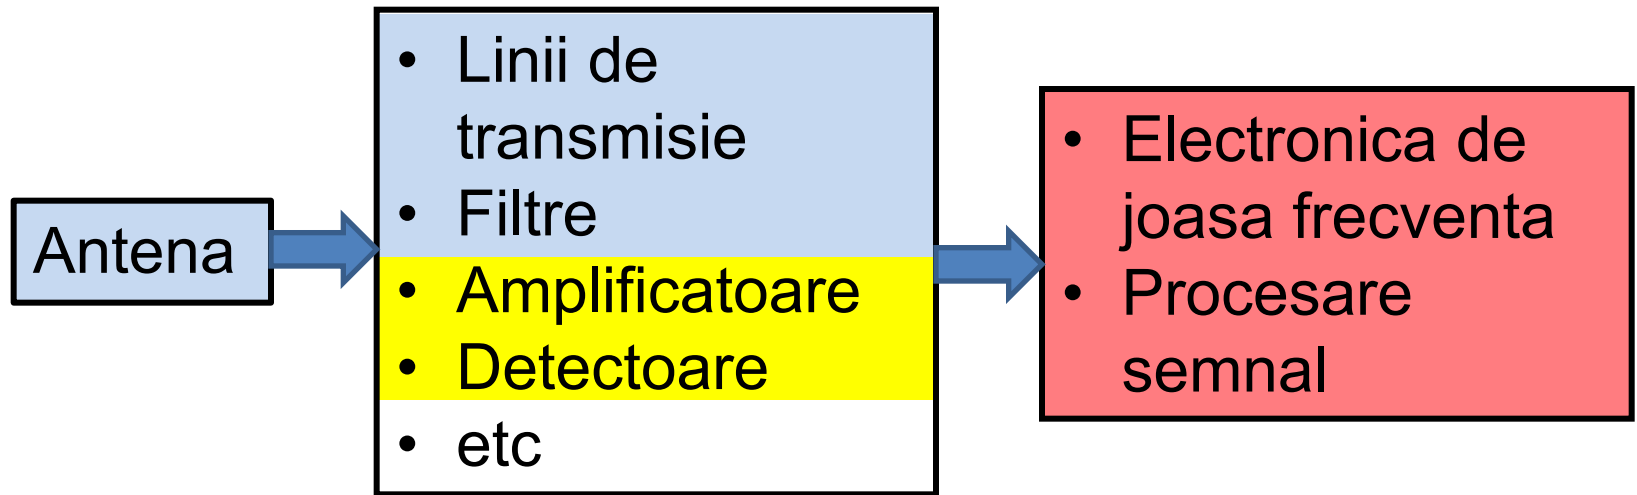 Antena
• Linii de
transmisie
• Filtre
• Amplificatoare
• Detectoare
• etc
• Electronica de
joasa frecventa
• Procesare
semnal